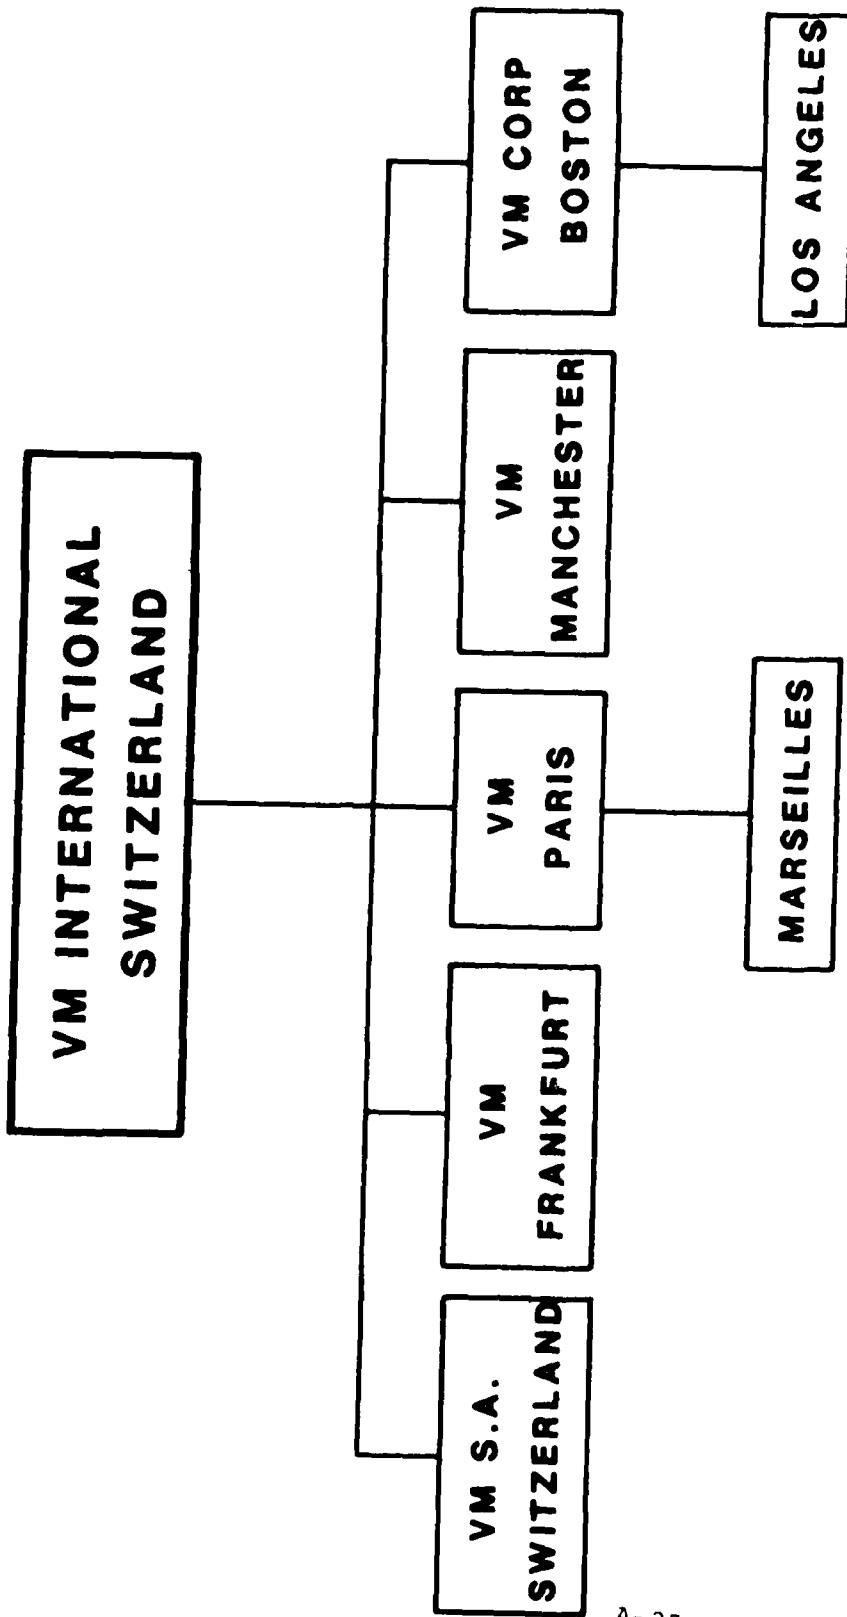 VM INTERNATIONAL
SWITZERLAND
VM S.A.
SWITZERLAND
VM
FRANKFURT
VM
PARIS
VM
MANCHESTER
VM CORP
BOSTON
MARSEILLES
LOS ANGELES